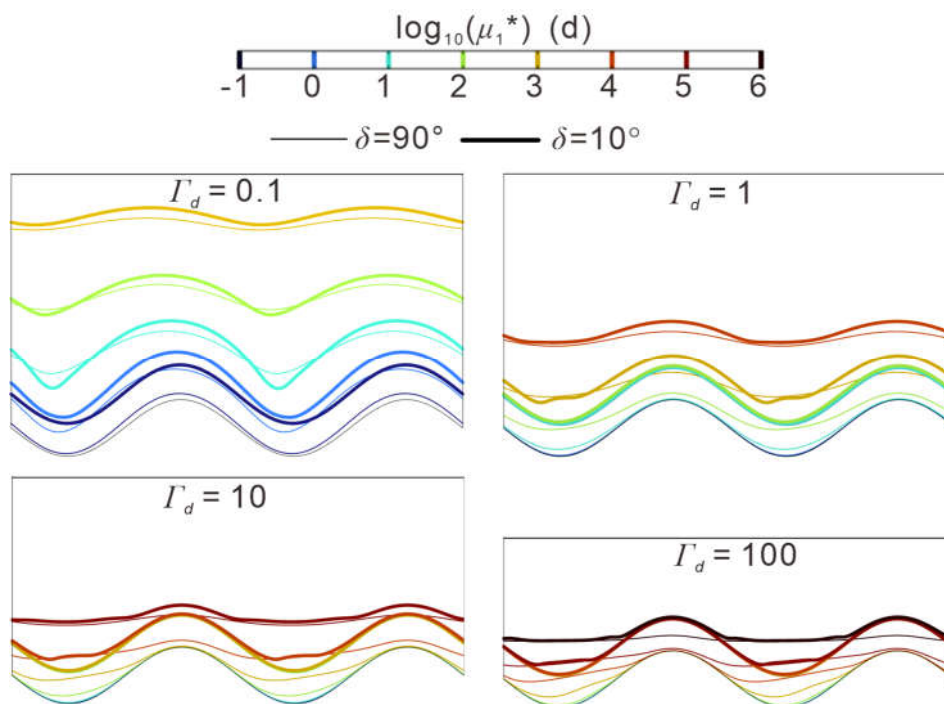 log₁₀(μ₁*) (d)
-1 0 1 2 3 4 5 6
δ=90° δ=10°
Γd = 0.1
Γd = 1
Γd = 10
Γd = 100